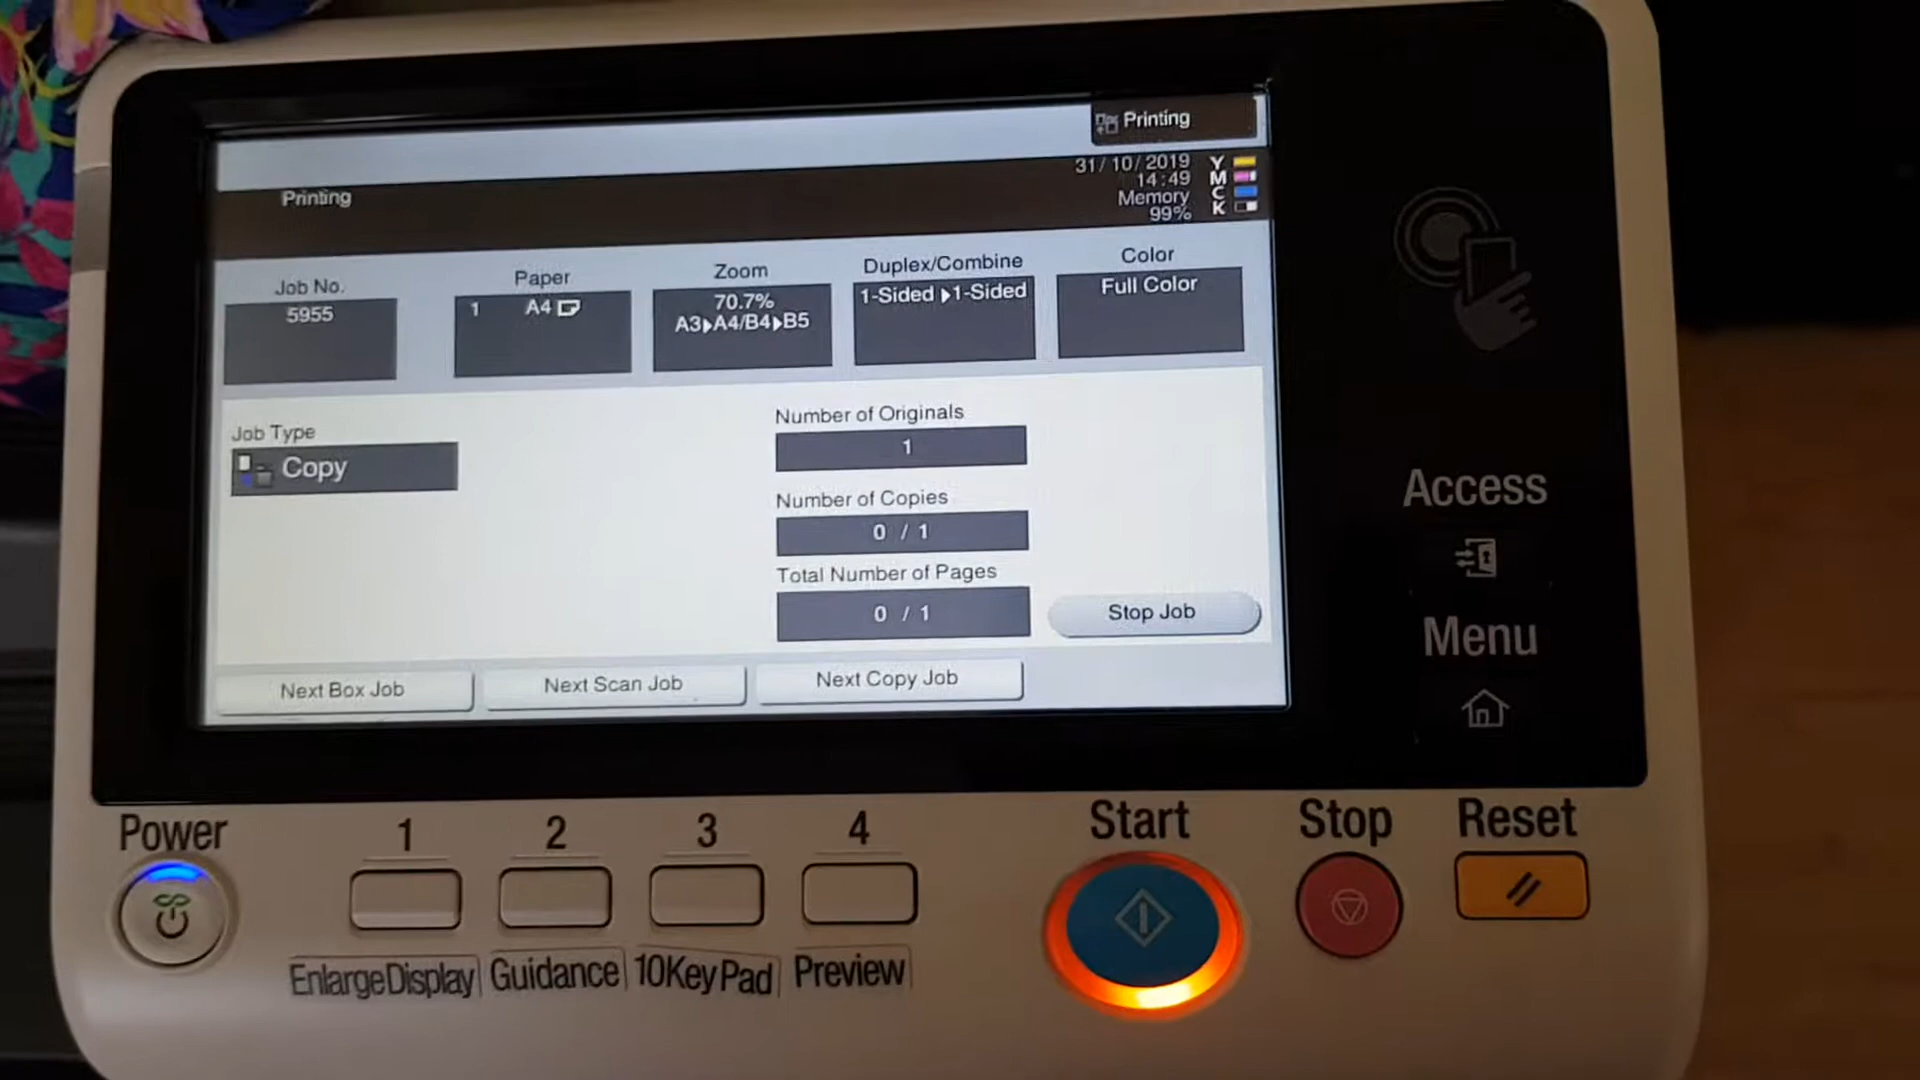 Printing
Printing
31/10/2019
14:49
Memory
99%
Y
M
C
K
Job No.
5955
Paper
1 A4
Zoom
70.7%
A3▸A4/B4▸B5
Duplex/Combine
1-Sided ▸1-Sided
Color
Full Color
Job Type
Copy
Number of Originals
1
Number of Copies
0 / 1
Total Number of Pages
0 / 1
Stop Job
Next Box Job
Next Scan Job
Next Copy Job
Access
Menu
Power
1
2
3
4
Start
Stop
Reset
Enlarge Display
Guidance
10Key Pad
Preview